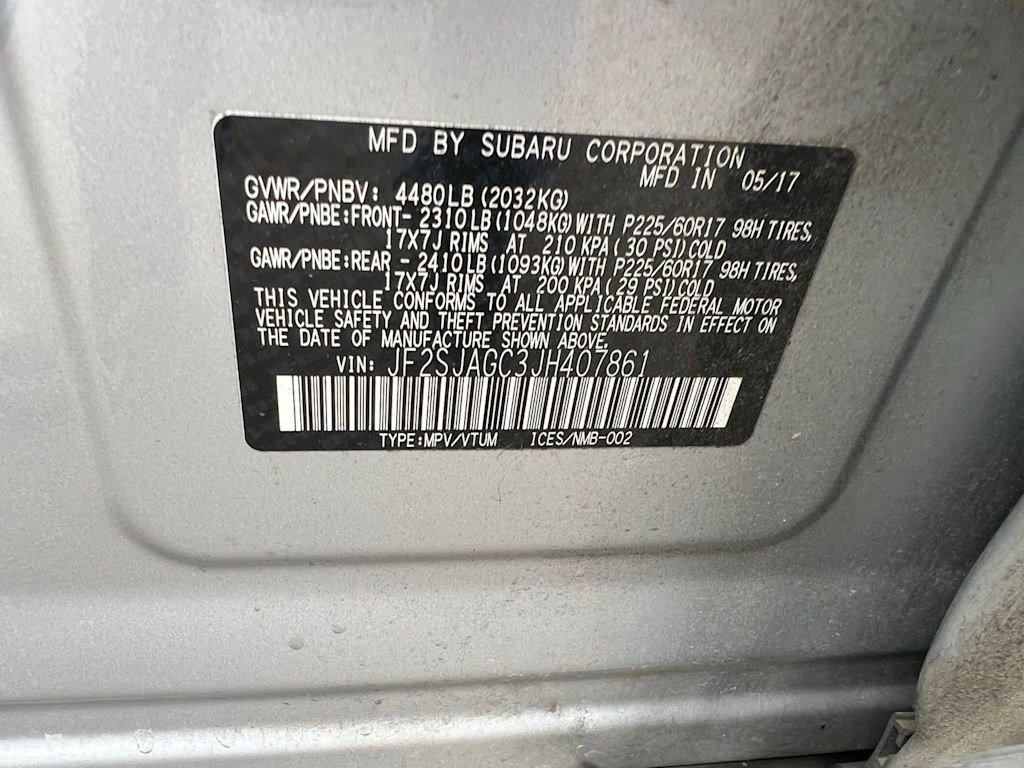 MFD BY SUBARU CORPORATION
MFD IN 05/17
GVWR/PNBV: 4480LB(2032KG)
GAWR/PNBE:FRONT- 2310LB(1048KG)WITH P225/60R17 98H TIRES,
17X7J RIMS AT 210 KPA( 30 PSI)COLD
GAWR/PNBE:REAR - 2410LB(1093KG)WITH P225/60R17 98H TIRES,
17X7J RIMS AT 200 KPA( 29 PSI)COLD
THIS VEHICLE CONFORMS TO ALL APPLICABLE FEDERAL MOTOR
VEHICLE SAFETY AND THEFT PREVENTION STANDARDS IN EFFECT ON
THE DATE OF MANUFACTURE SHOWN ABOVE.
VIN: JF2SJAGC3JH407861
TYPE:MPV/VTUM ICES/NMB-002